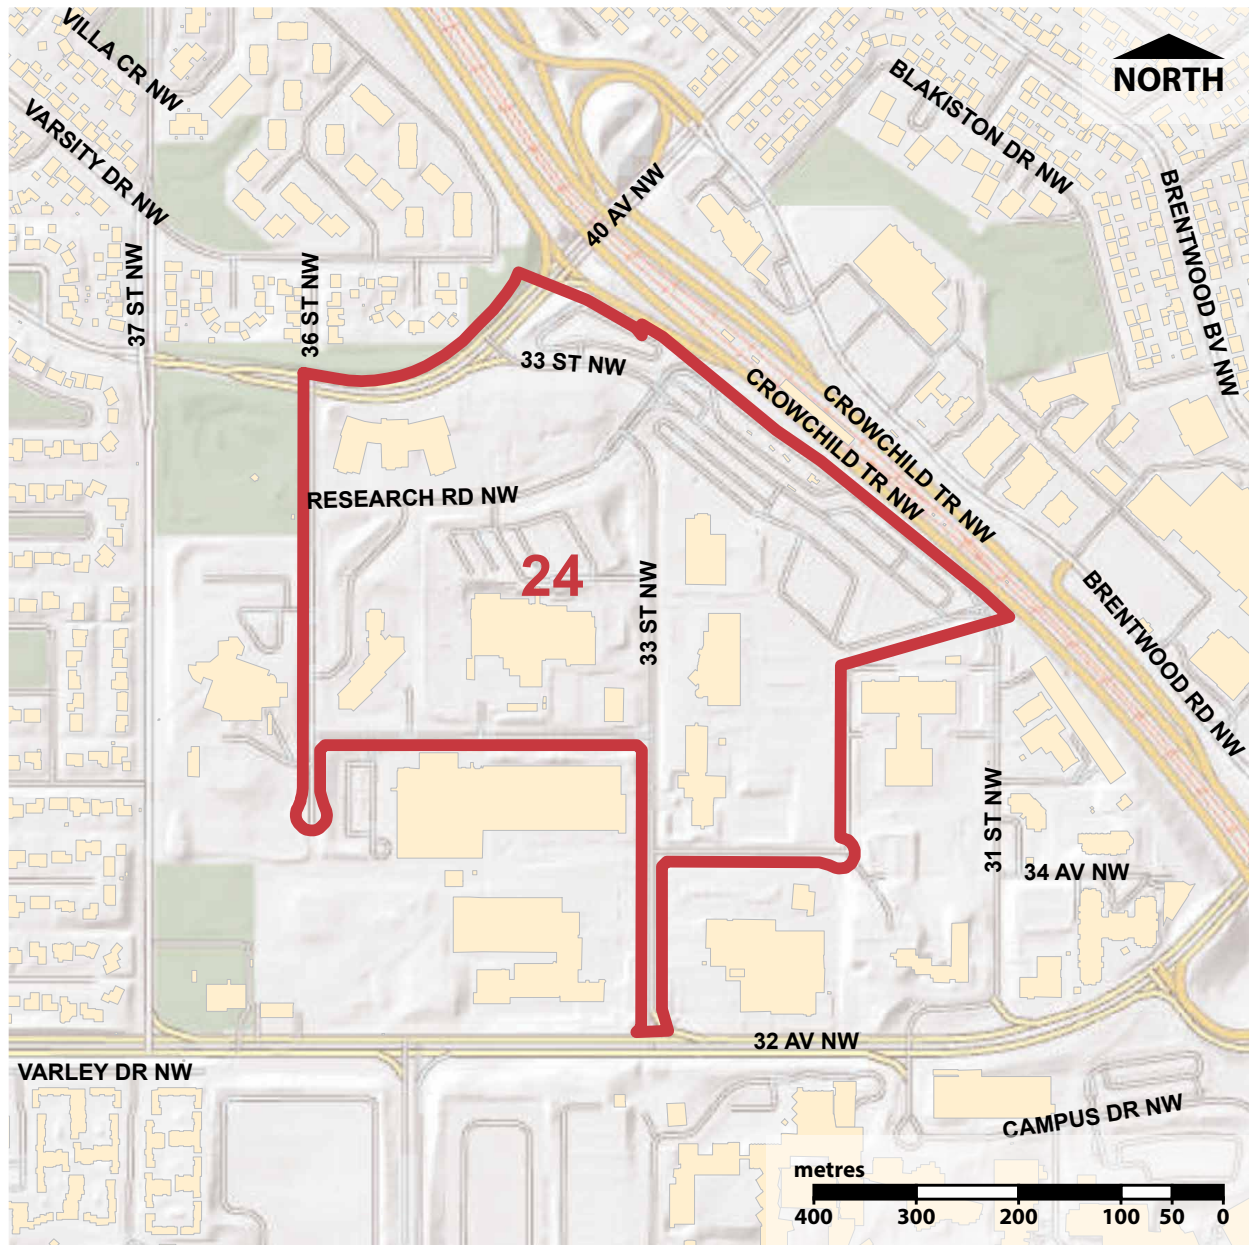 VILLA CR NW
NORTH
BLAKISTON DR NW
VARSITY DR NW
40 AV NW
BRENTWOOD BV NW
37 ST NW
36 ST NW
33 ST NW
CROWCHILD TR NW
CROWCHILD TR NW
RESEARCH RD NW
24
33 ST NW
BRENTWOOD RD NW
31 ST NW
34 AV NW
32 AV NW
VARLEY DR NW
CAMPUS DR NW
metres
400 300 200 100 50 0